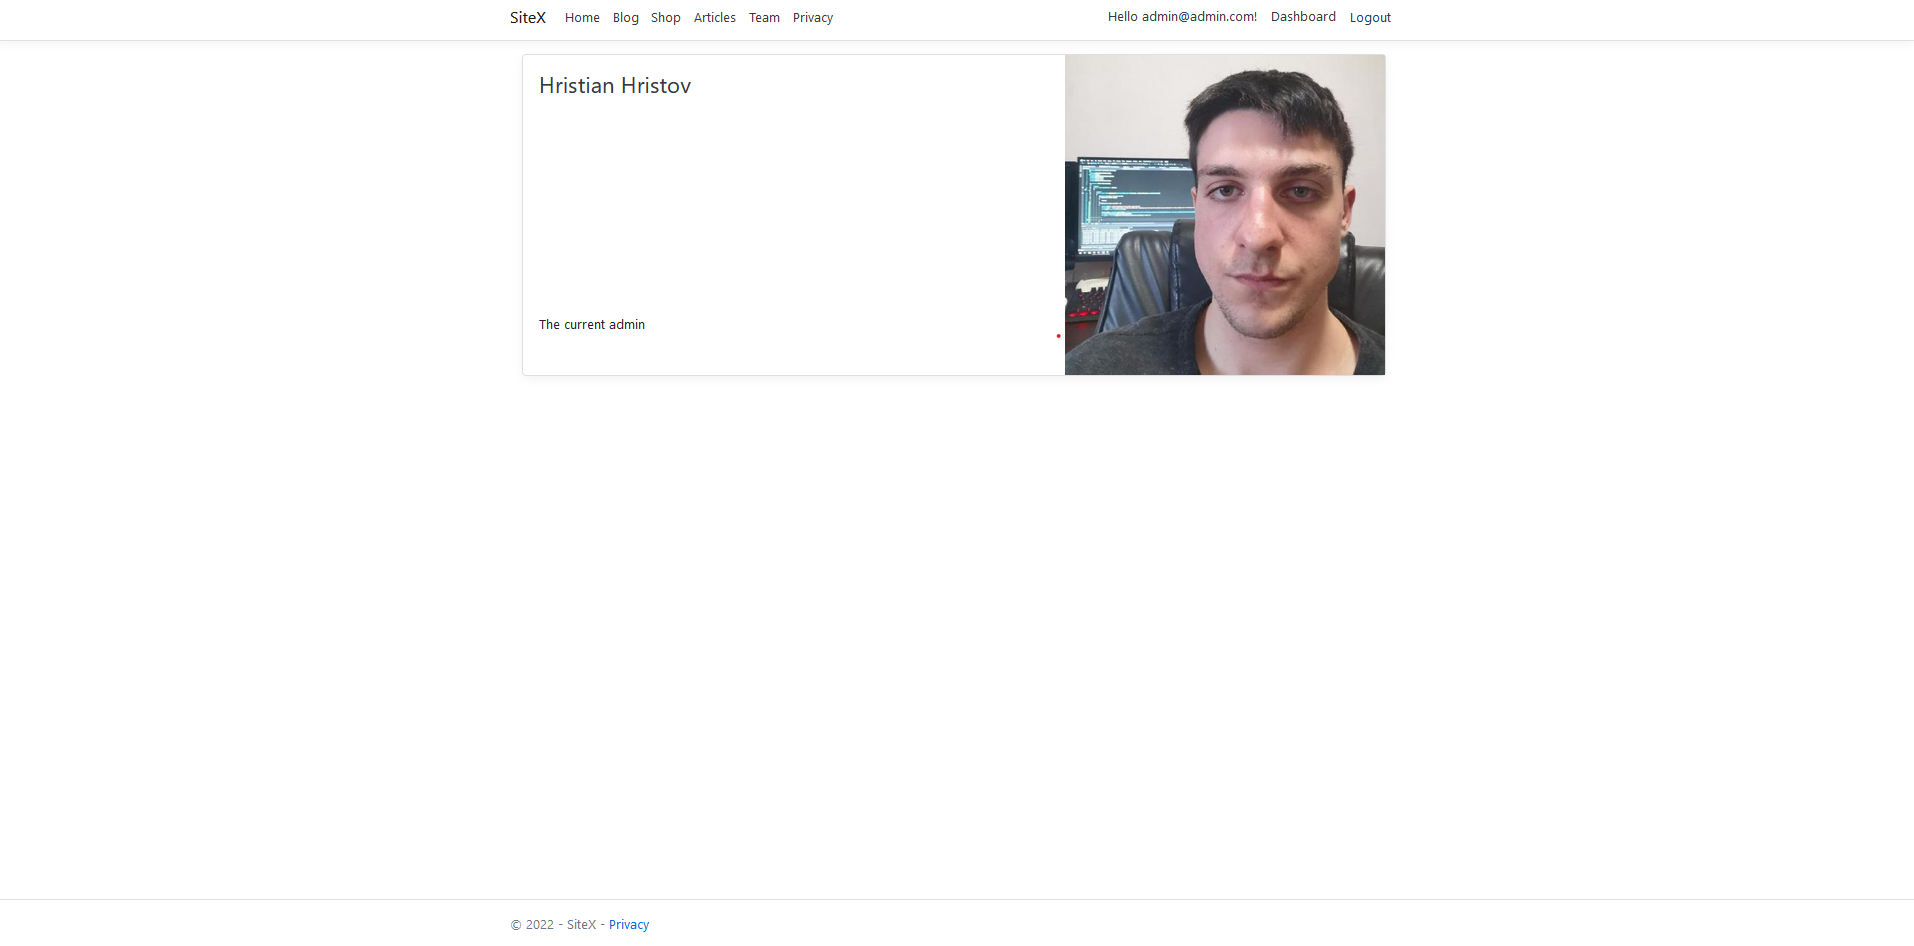 SiteX Home Blog Shop Articles Team Privacy Hello admin@admin.com! Dashboard Logout
Hristian Hristov
The current admin
© 2022 - SiteX - Privacy